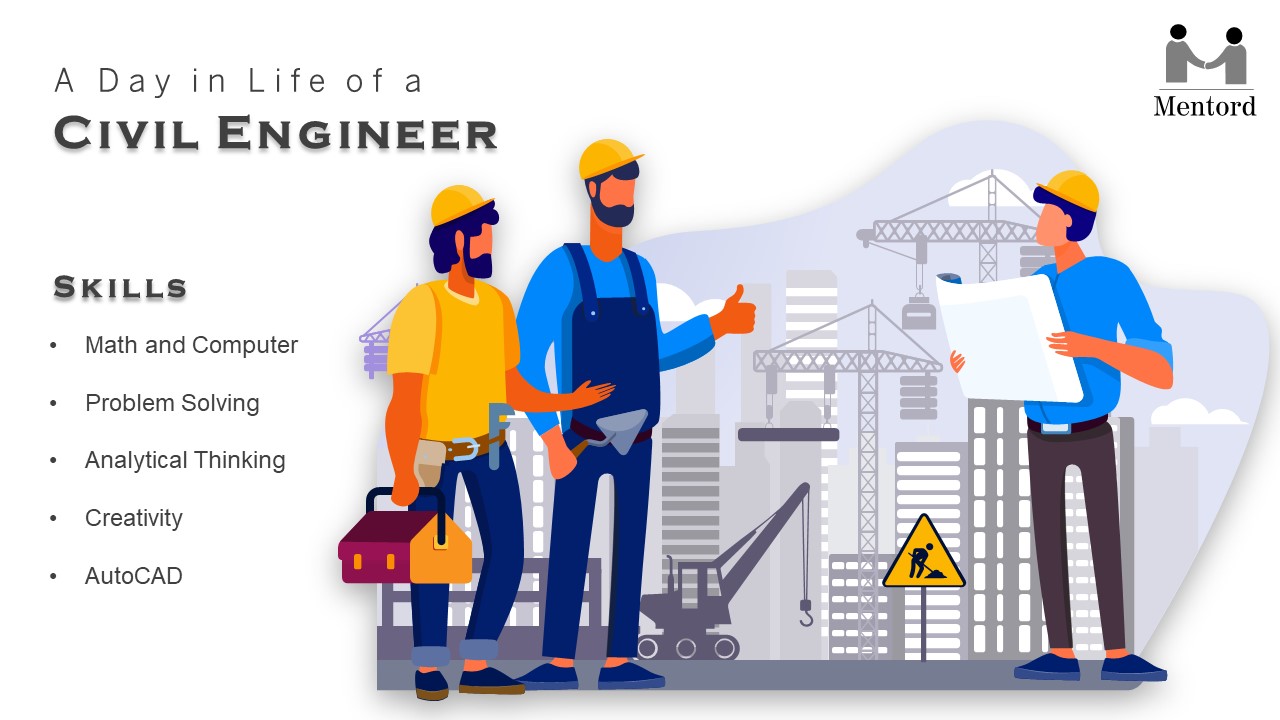 A Day in Life of a
CIVIL ENGINEER
Mentord
SKILLS
• Math and Computer
• Problem Solving
• Analytical Thinking
• Creativity
• AutoCAD